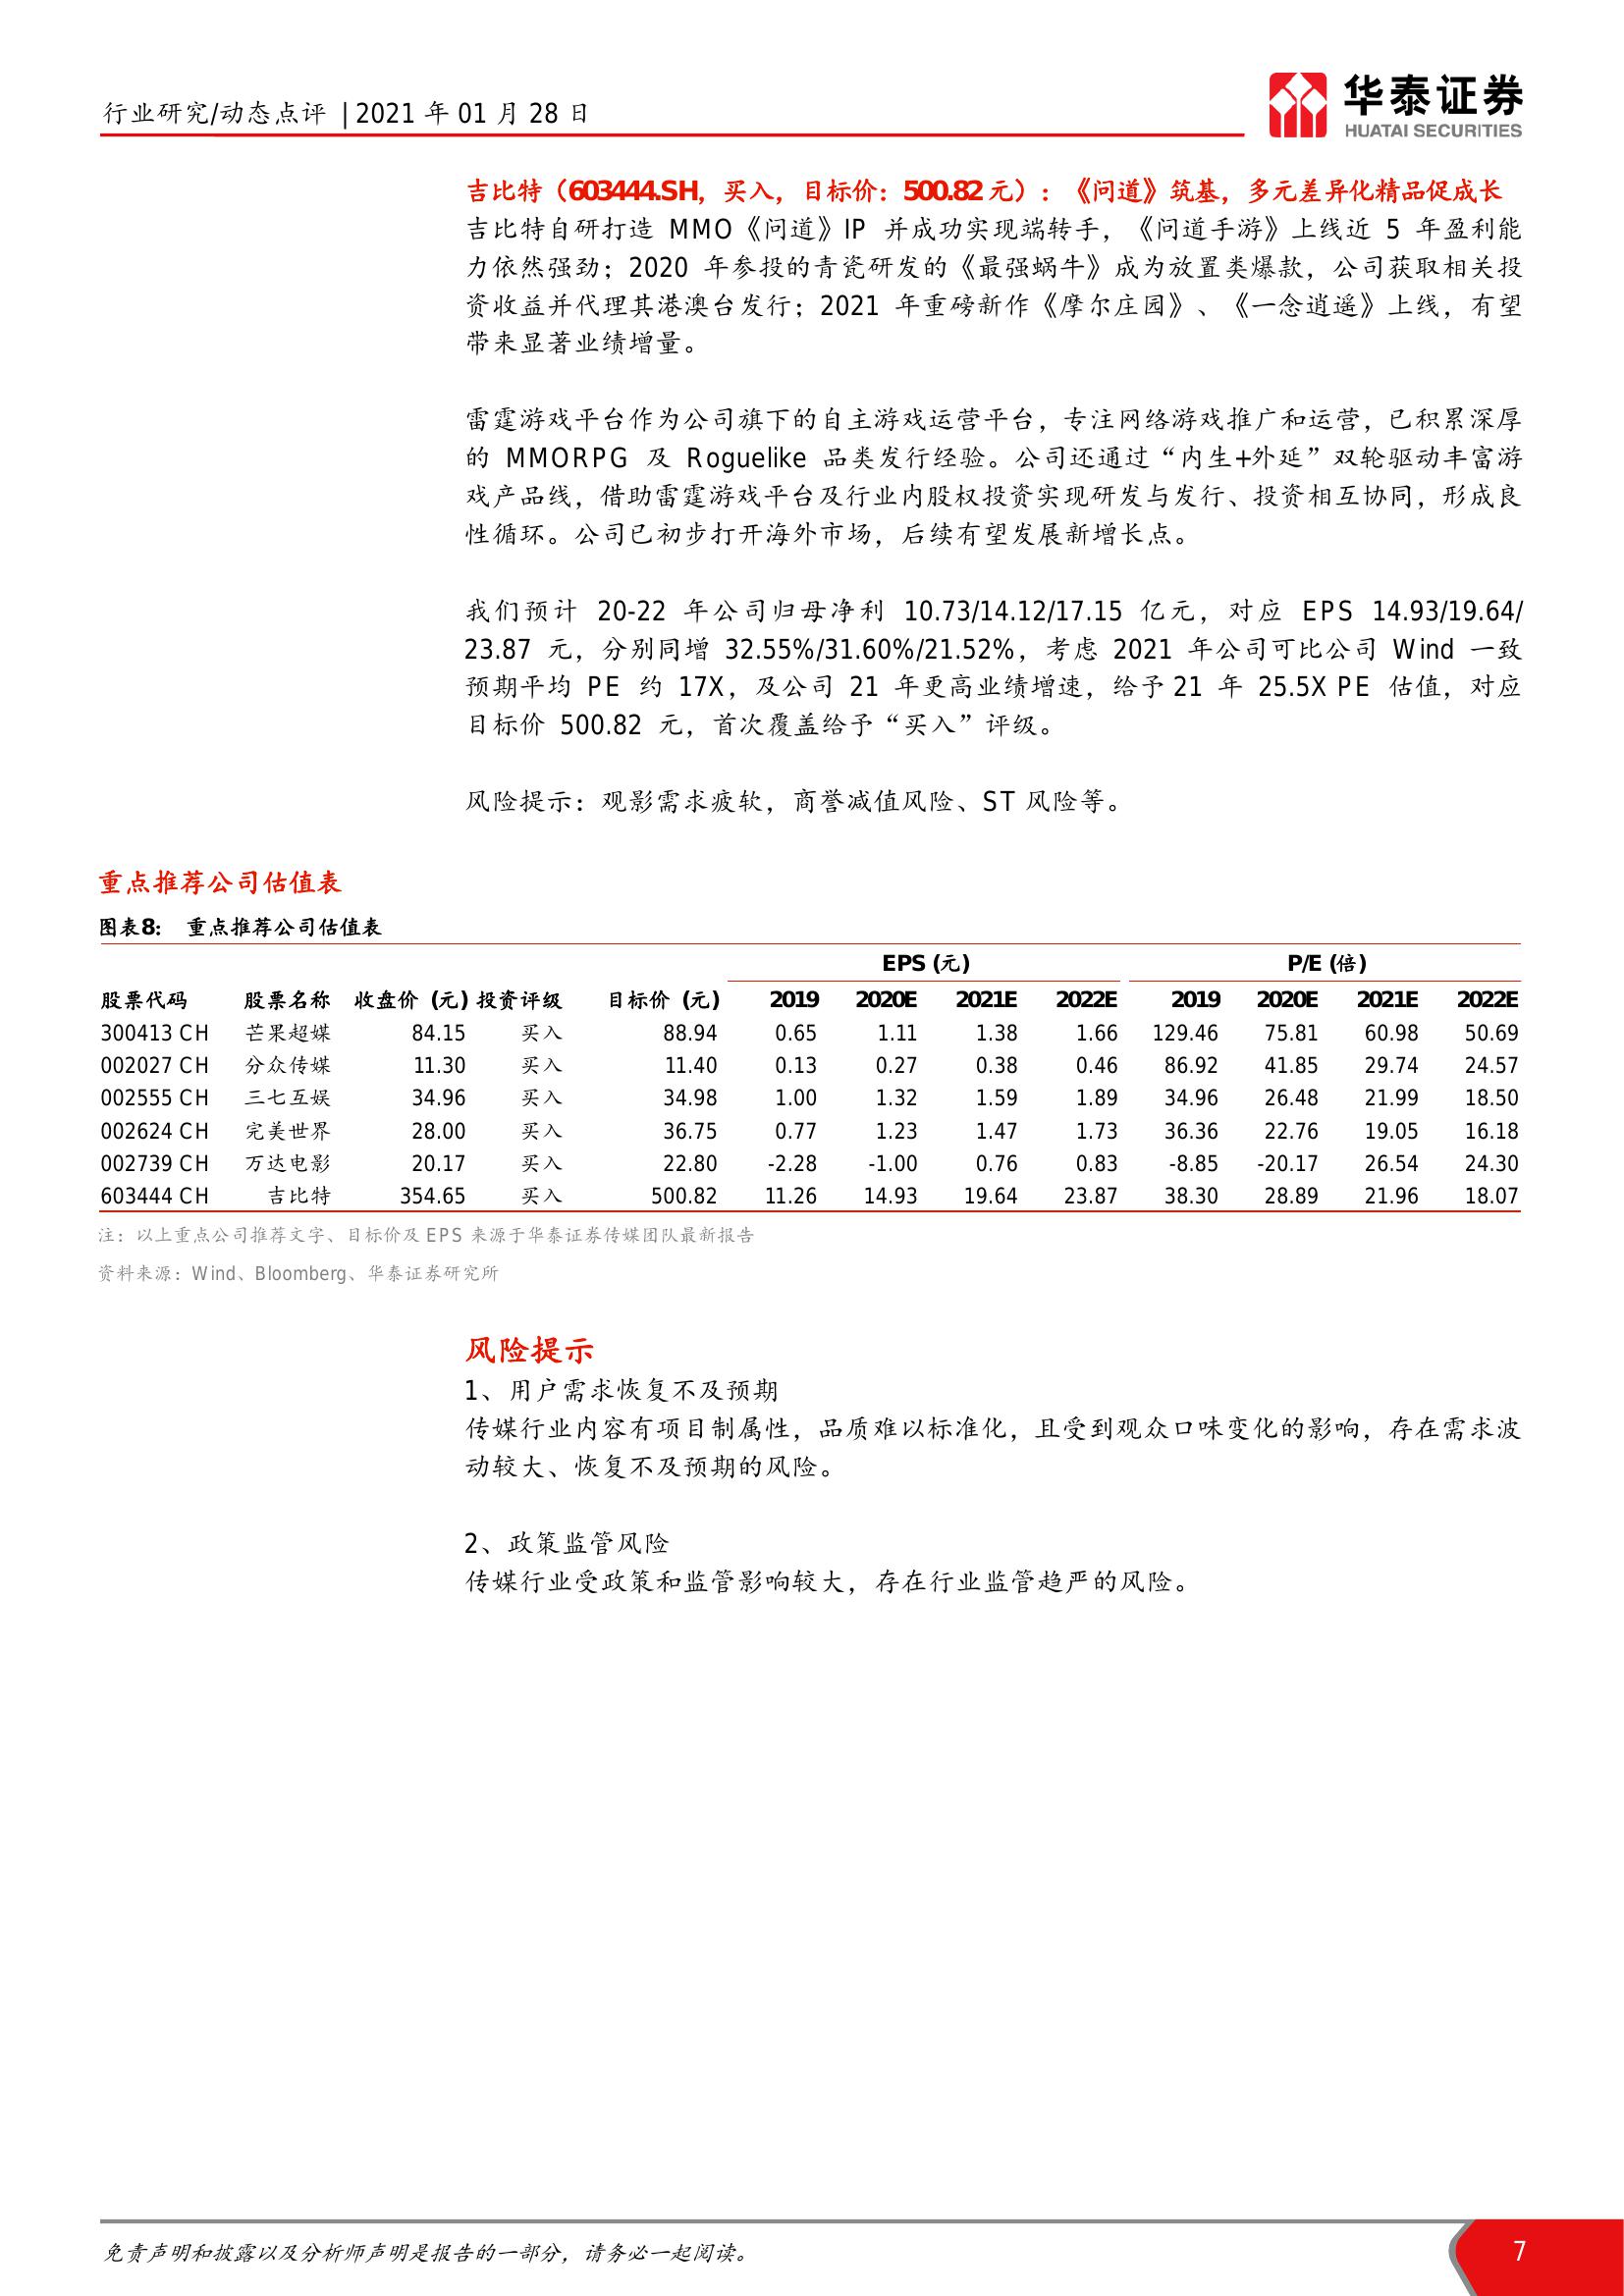 行业研究/动态点评 | 2021 年 01 月 28 日
华泰证券
HUATAI SECURITIES
吉比特（603444.SH，买入，目标价：500.82 元）：《问道》筑基，多元差异化精品促成长
吉比特自研打造 MMO《问道》IP 并成功实现端转手，《问道手游》上线近 5 年盈利能
力依然强劲；2020 年参投的青瓷研发的《最强蜗牛》成为放置类爆款，公司获取相关投
资收益并代理其港澳台发行；2021 年重磅新作《摩尔庄园》、《一念逍遥》上线，有望
带来显著业绩增量。
雷霆游戏平台作为公司旗下的自主游戏运营平台，专注网络游戏推广和运营，已积累深厚
的 MMORPG 及 Roguelike 品类发行经验。公司还通过“内生+外延”双轮驱动丰富游
戏产品线，借助雷霆游戏平台及行业内股权投资实现研发与发行、投资相互协同，形成良
性循环。公司已初步打开海外市场，后续有望发展新增长点。
我们预计 20-22 年公司归母净利 10.73/14.12/17.15 亿元，对应 EPS 14.93/19.64/
23.87 元，分别同增 32.55%/31.60%/21.52%，考虑 2021 年公司可比公司 Wind 一致
预期平均 PE 约 17X，及公司 21 年更高业绩增速，给予 21 年 25.5X PE 估值，对应
目标价 500.82 元，首次覆盖给予“买入”评级。
风险提示：观影需求疲软，商誉减值风险、ST 风险等。
重点推荐公司估值表
图表8： 重点推荐公司估值表
EPS (元) P/E (倍)
股票代码 股票名称 收盘价 (元) 投资评级 目标价 (元) 2019 2020E 2021E 2022E 2019 2020E 2021E 2022E
300413 CH 芒果超媒 84.15 买入 88.94 0.65 1.11 1.38 1.66 129.46 75.81 60.98 50.69
002027 CH 分众传媒 11.30 买入 11.40 0.13 0.27 0.38 0.46 86.92 41.85 29.74 24.57
002555 CH 三七互娱 34.96 买入 34.98 1.00 1.32 1.59 1.89 34.96 26.48 21.99 18.50
002624 CH 完美世界 28.00 买入 36.75 0.77 1.23 1.47 1.73 36.36 22.76 19.05 16.18
002739 CH 万达电影 20.17 买入 22.80 -2.28 -1.00 0.76 0.83 -8.85 -20.17 26.54 24.30
603444 CH 吉比特 354.65 买入 500.82 11.26 14.93 19.64 23.87 38.30 28.89 21.96 18.07
注：以上重点公司推荐文字、目标价及 EPS 来源于华泰证券传媒团队最新报告
资料来源：Wind、Bloomberg、华泰证券研究所
风险提示
1、用户需求恢复不及预期
传媒行业内容有项目制属性，品质难以标准化，且受到观众口味变化的影响，存在需求波
动较大、恢复不及预期的风险。
2、政策监管风险
传媒行业受政策和监管影响较大，存在行业监管趋严的风险。
免责声明和披露以及分析师声明是报告的一部分，请务必一起阅读。
7